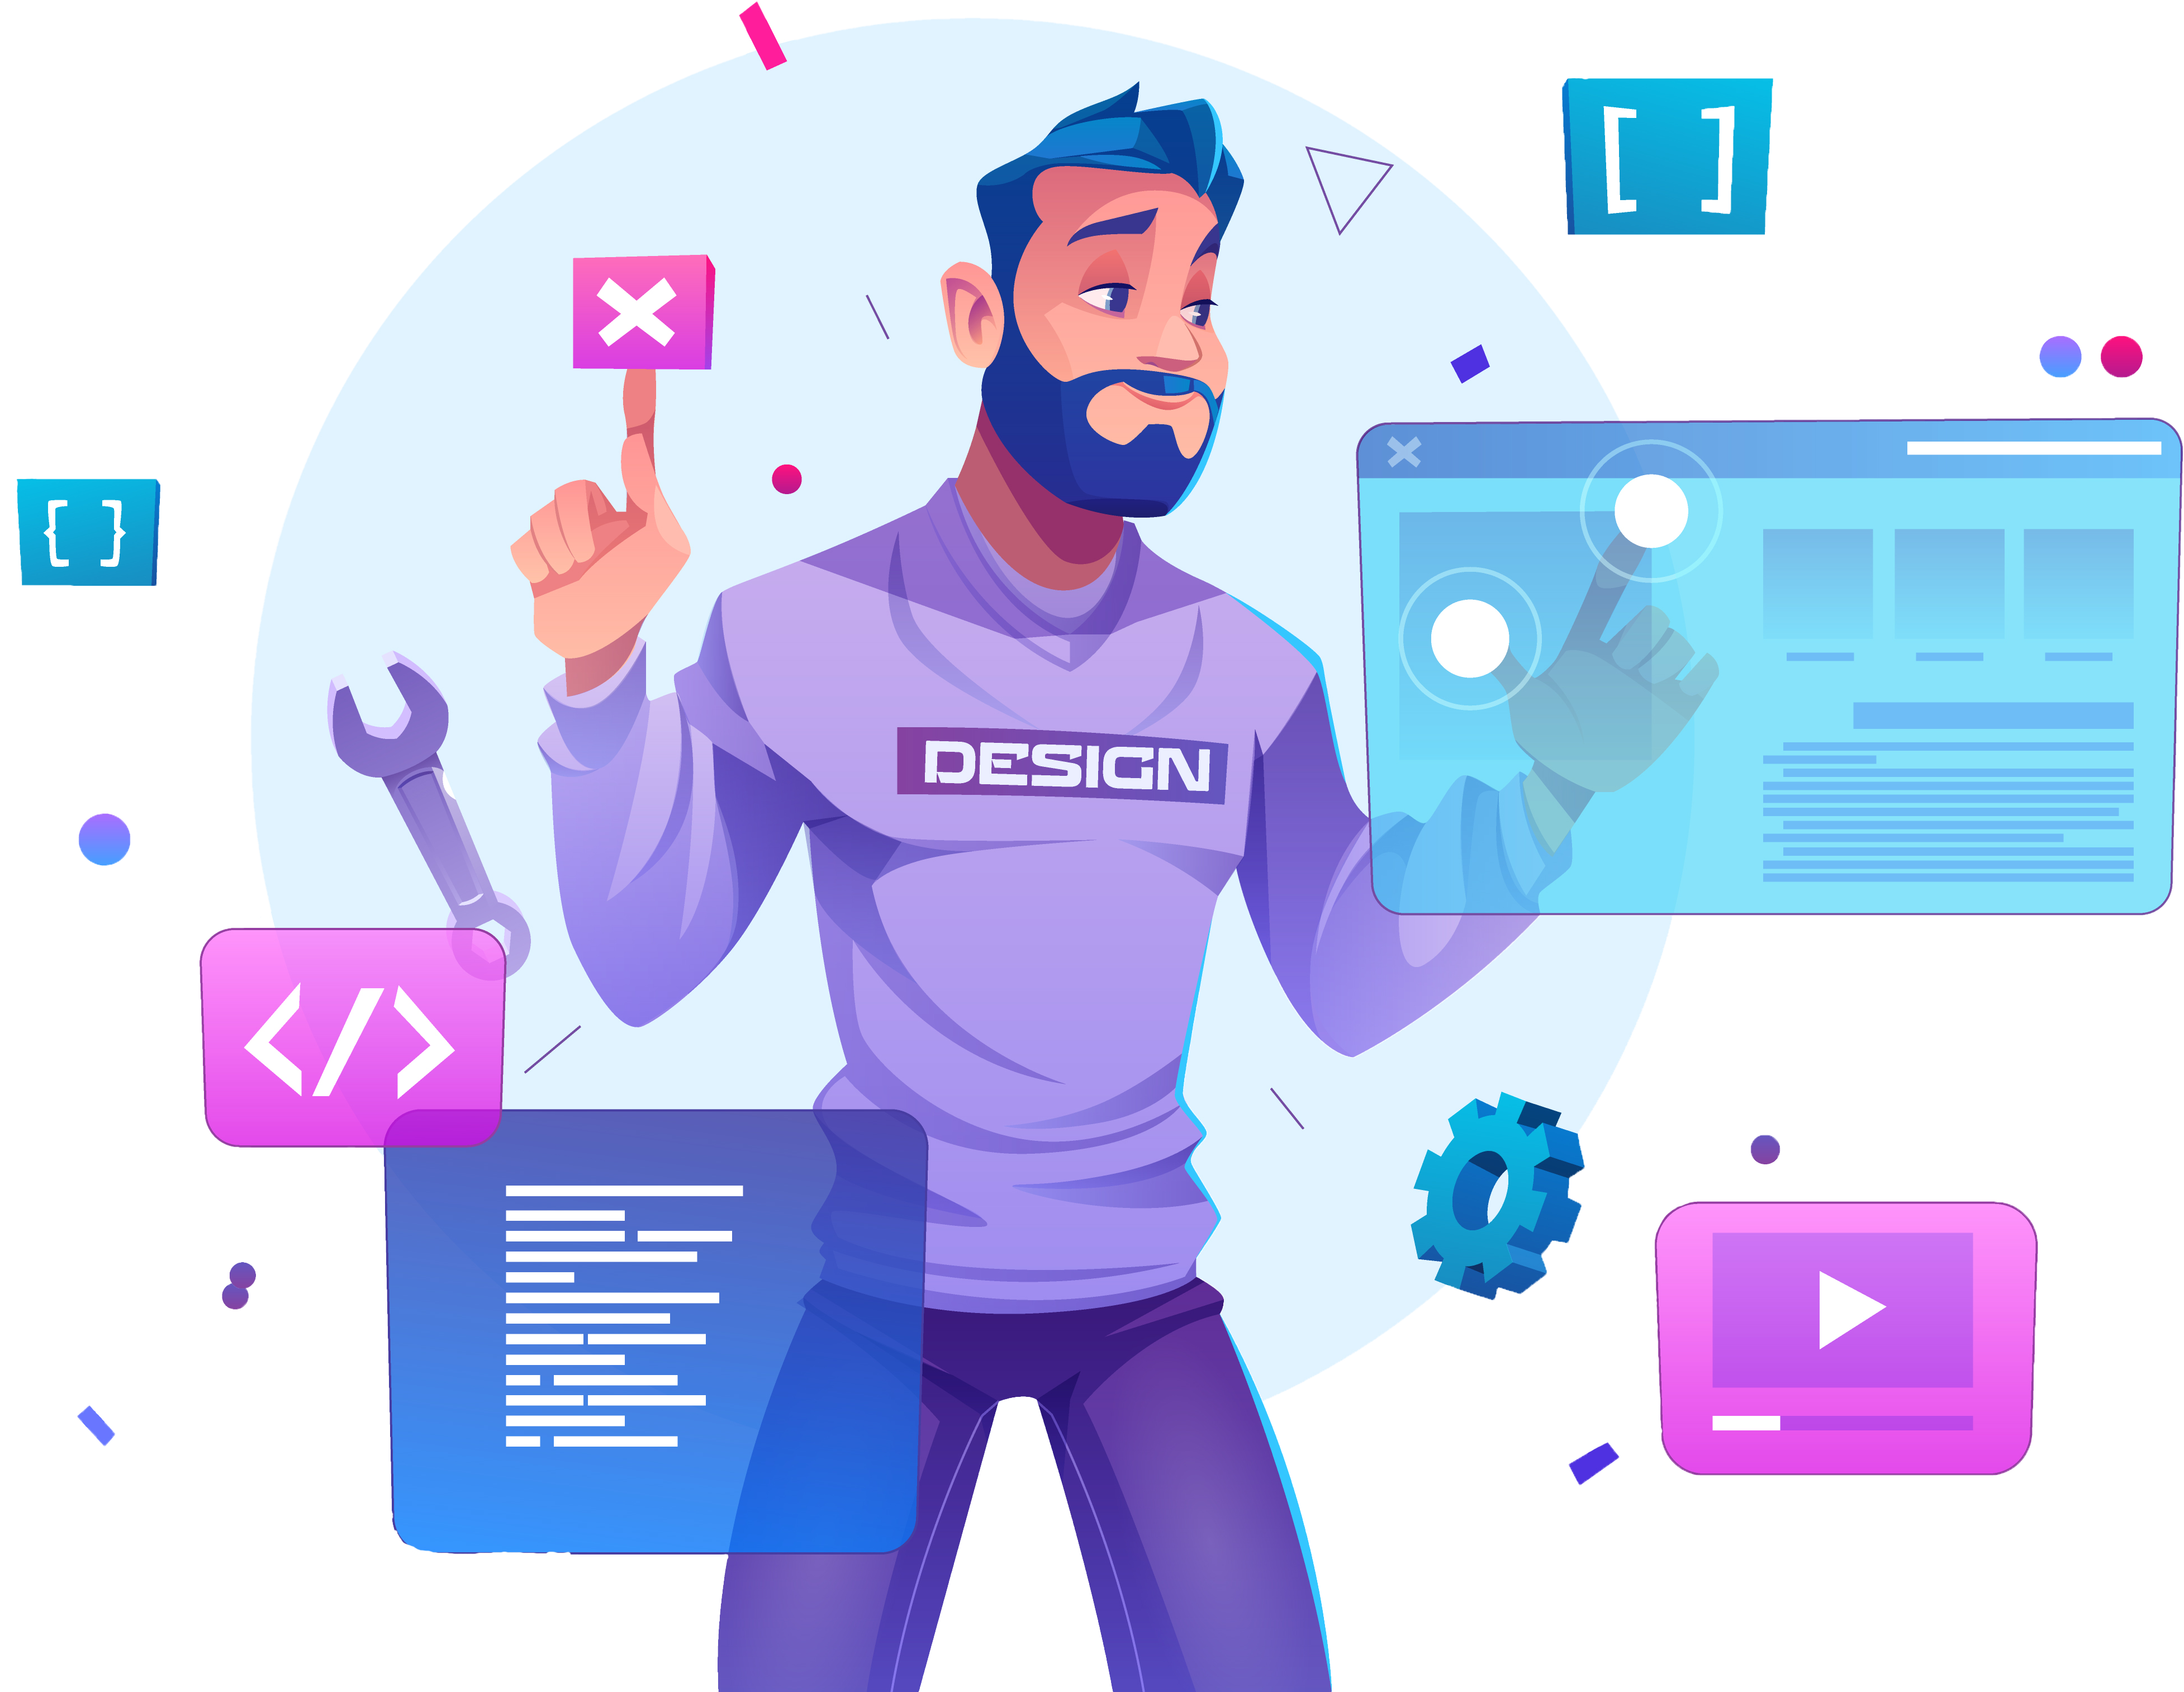 [ ]
{ }
DESIGN
</>